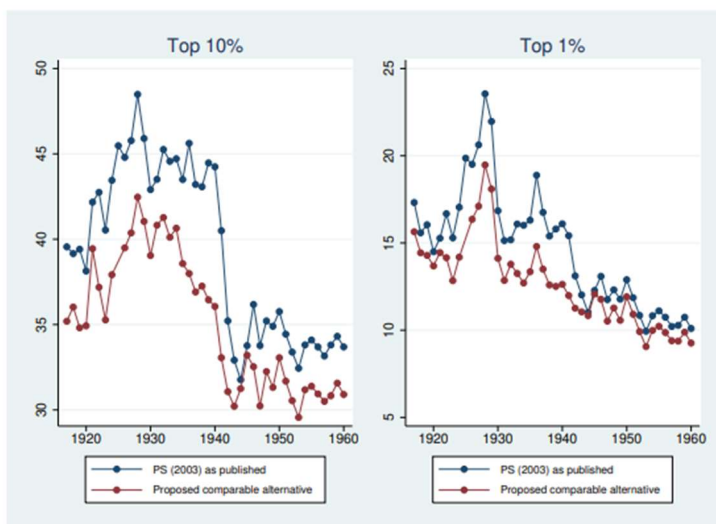 Top 10%
50
45
40
35
30
1920 1930 1940 1950 1960
PS (2003) as published
Proposed comparable alternative
Top 1%
25
20
15
10
5
1920 1930 1940 1950 1960
PS (2003) as published
Proposed comparable alternative